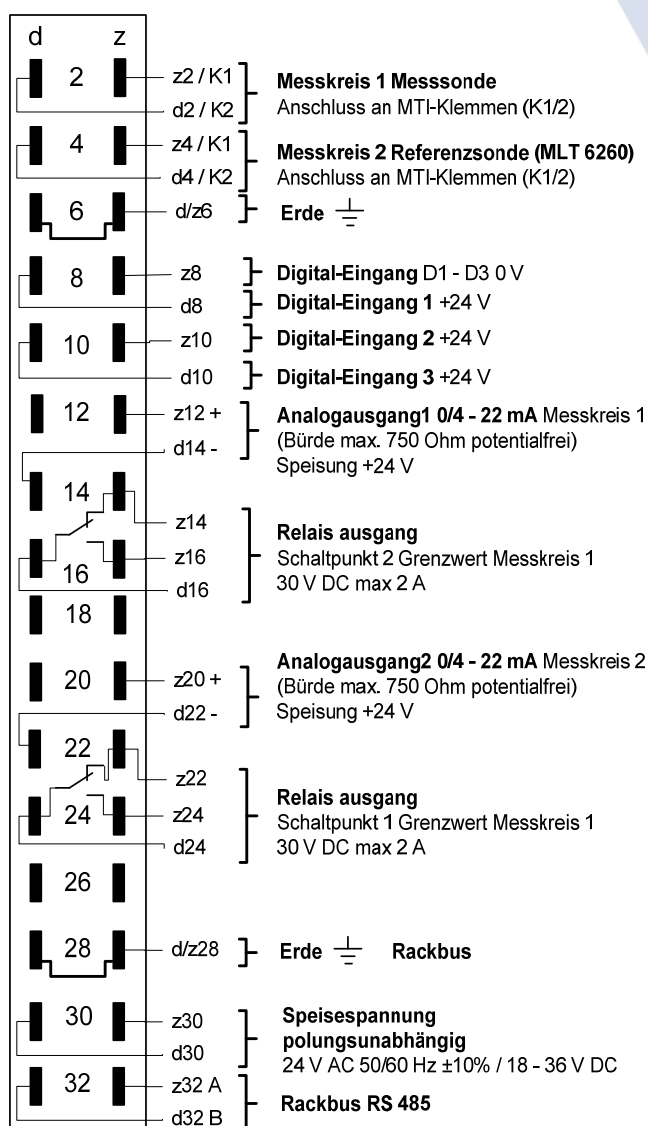 d z
2 z2 / K1 Messkreis 1 Messsonde
d2 / K2 Anschluss an MTI-Klemmen (K1/2)
4 z4 / K1 Messkreis 2 Referenzsonde (MLT 6260)
d4 / K2 Anschluss an MTI-Klemmen (K1/2)
6 d/z6 Erde
8 z8 Digital-Eingang D1 - D3 0 V
d8 Digital-Eingang 1 +24 V
10 z10 Digital-Eingang 2 +24 V
d10 Digital-Eingang 3 +24 V
12 z12 + Analogausgang1 0/4 - 22 mA Messkreis 1
d14 - (Bürde max. 750 Ohm potentialfrei)
Speisung +24 V
14 z14 Relais ausgang
z16 Schaltpunkt 2 Grenzwert Messkreis 1
16 d16 30 V DC max 2 A
18
20 z20 + Analogausgang2 0/4 - 22 mA Messkreis 2
(Bürde max. 750 Ohm potentialfrei)
d22 - Speisung +24 V
22 z22 Relais ausgang
24 z24 Schaltpunkt 1 Grenzwert Messkreis 1
d24 30 V DC max 2 A
26
28 d/z28 Erde Rackbus
30 z30 Speisespannung
polungsunabhängig
d30 24 V AC 50/60 Hz ±10% / 18 - 36 V DC
32 z32 A Rackbus RS 485
d32 B